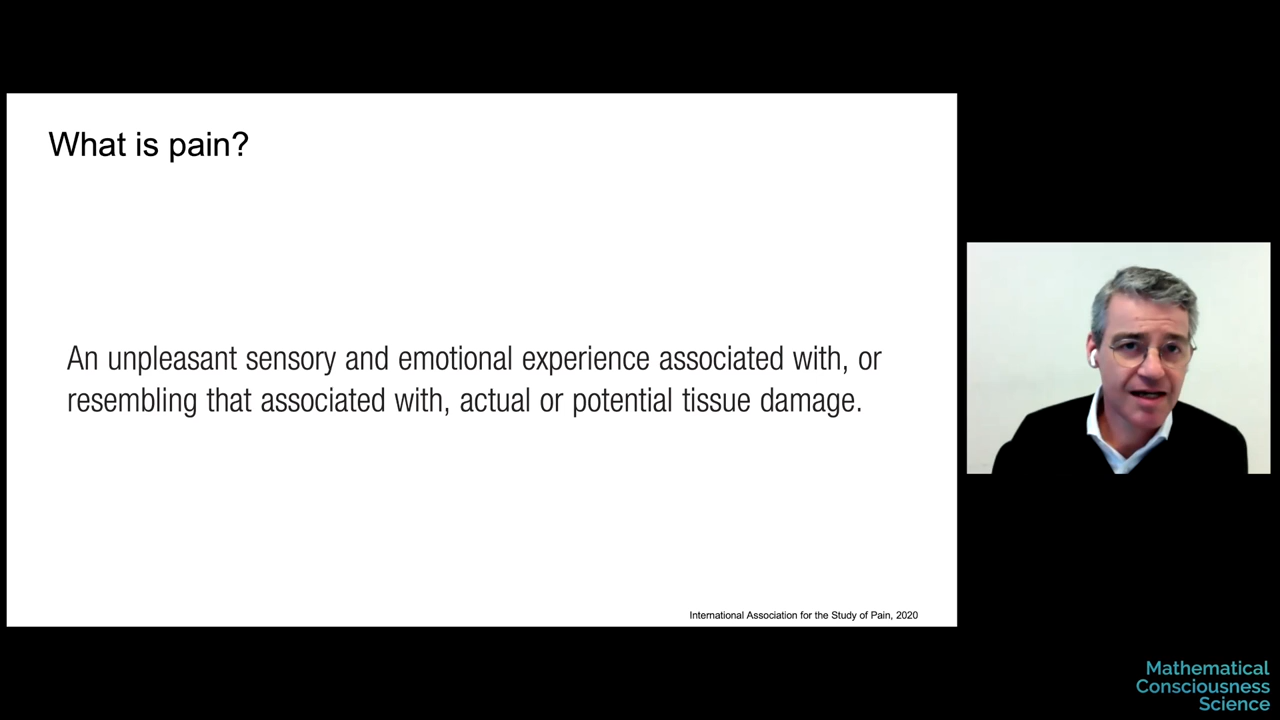 What is pain?
An unpleasant sensory and emotional experience associated with, or
resembling that associated with, actual or potential tissue damage.
International Association for the Study of Pain, 2020
Mathematical
Consciousness
Science